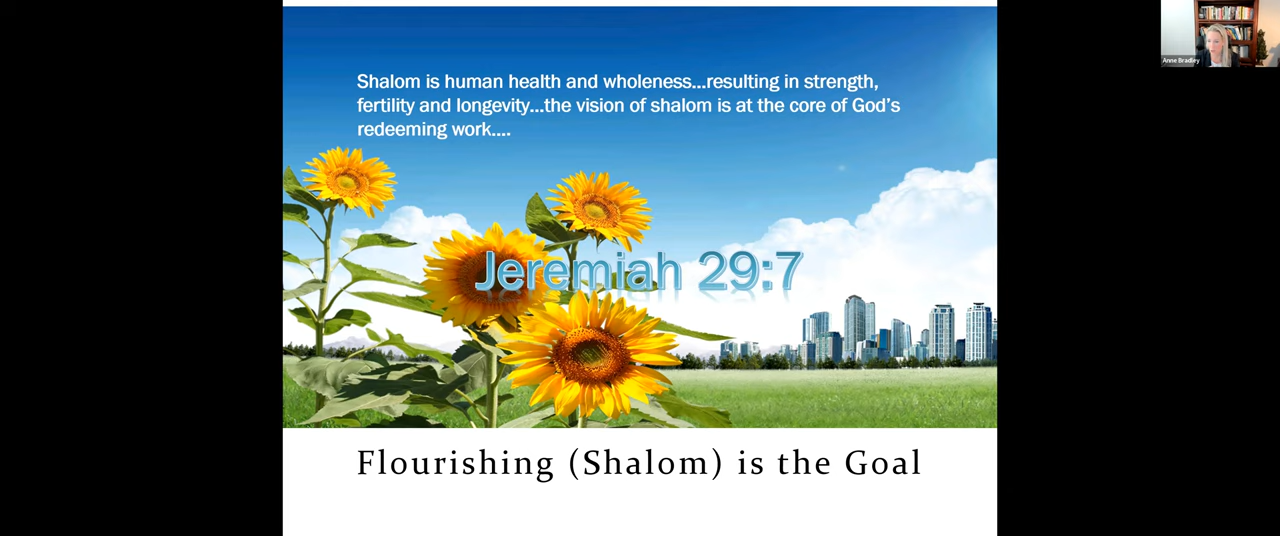 Shalom is human health and wholeness...resulting in strength,
fertility and longevity...the vision of shalom is at the core of God's
redeeming work....
Jeremiah 29:7
Flourishing (Shalom) is the Goal
Anne Bradley